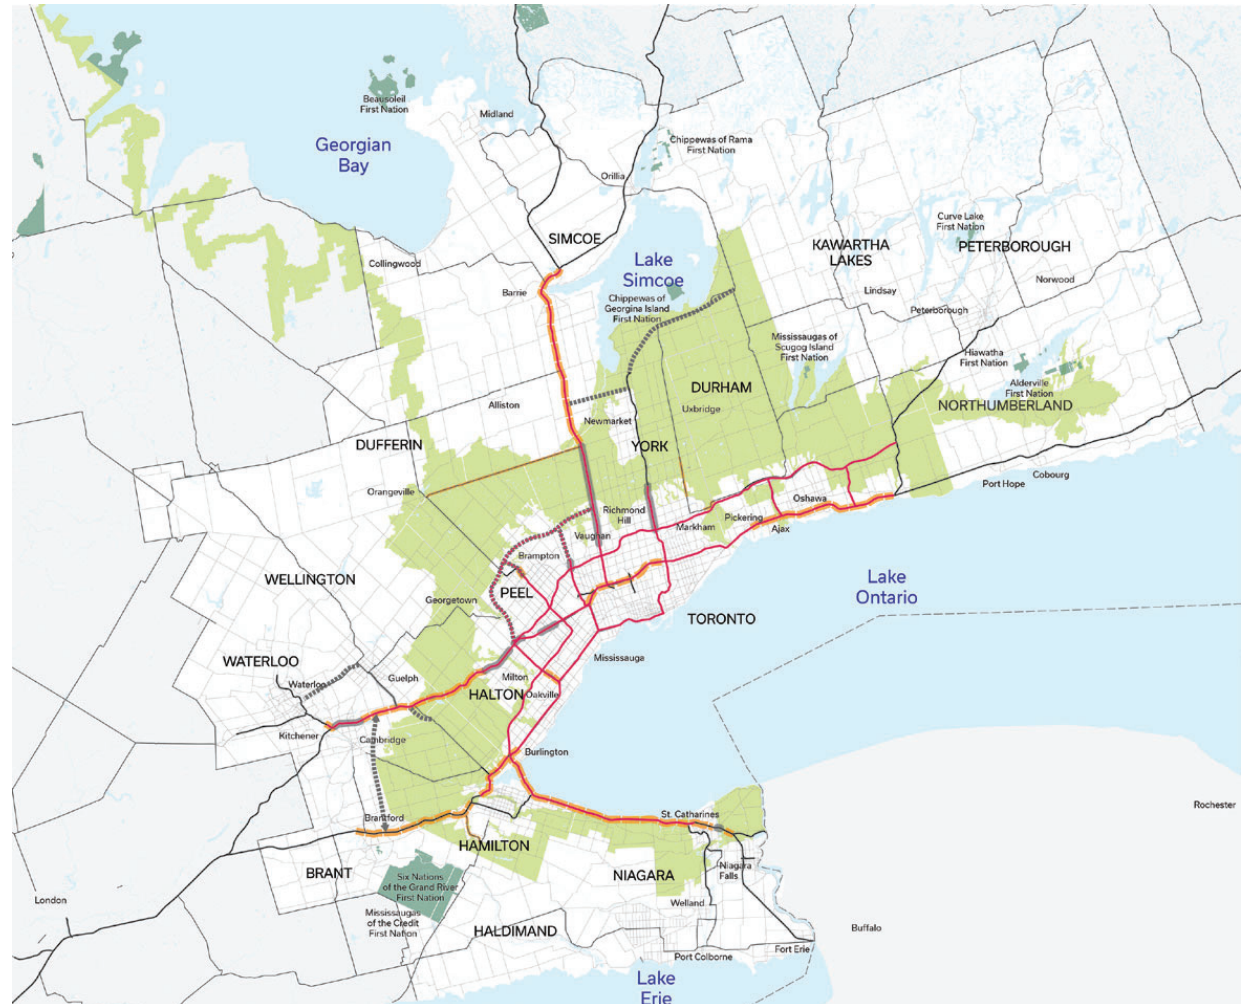 Beausoleil
First Nation
Midland
Georgian
Bay
Chippewas of Rama
First Nation
Orillia
Curve Lake
First Nation
SIMCOE
KAWARTHA
LAKES
PETERBOROUGH
Collingwood
Lake
Simcoe
Norwood
Barrie
Lindsay
Chippewas of
Georgina Island
First Nation
Peterborough
Mississaugas of
Scugog Island
First Nation
Hiawatha
First Nation
Alderville
First Nation
DURHAM
Alliston
Uxbridge
NORTHUMBERLAND
Newmarket
DUFFERIN
YORK
Orangeville
Cobourg
Port Hope
Oshawa
Richmond
Hill
Pickering
Markham
Ajax
Vaughan
Brampton
WELLINGTON
Lake
Ontario
PEEL
Georgetown
TORONTO
WATERLOO
Mississauga
Waterloo
Guelph
Milton
HALTON
Oakville
Kitchener
Cambridge
Burlington
Rochester
St. Catharines
Brantford
HAMILTON
Niagara
Falls
BRANT
NIAGARA
Six Nations
of the Grand River
First Nation
London
Welland
Mississaugas
of the Credit
First Nation
HALDIMAND
Buffalo
Fort Erie
Port Colborne
Lake
Erie